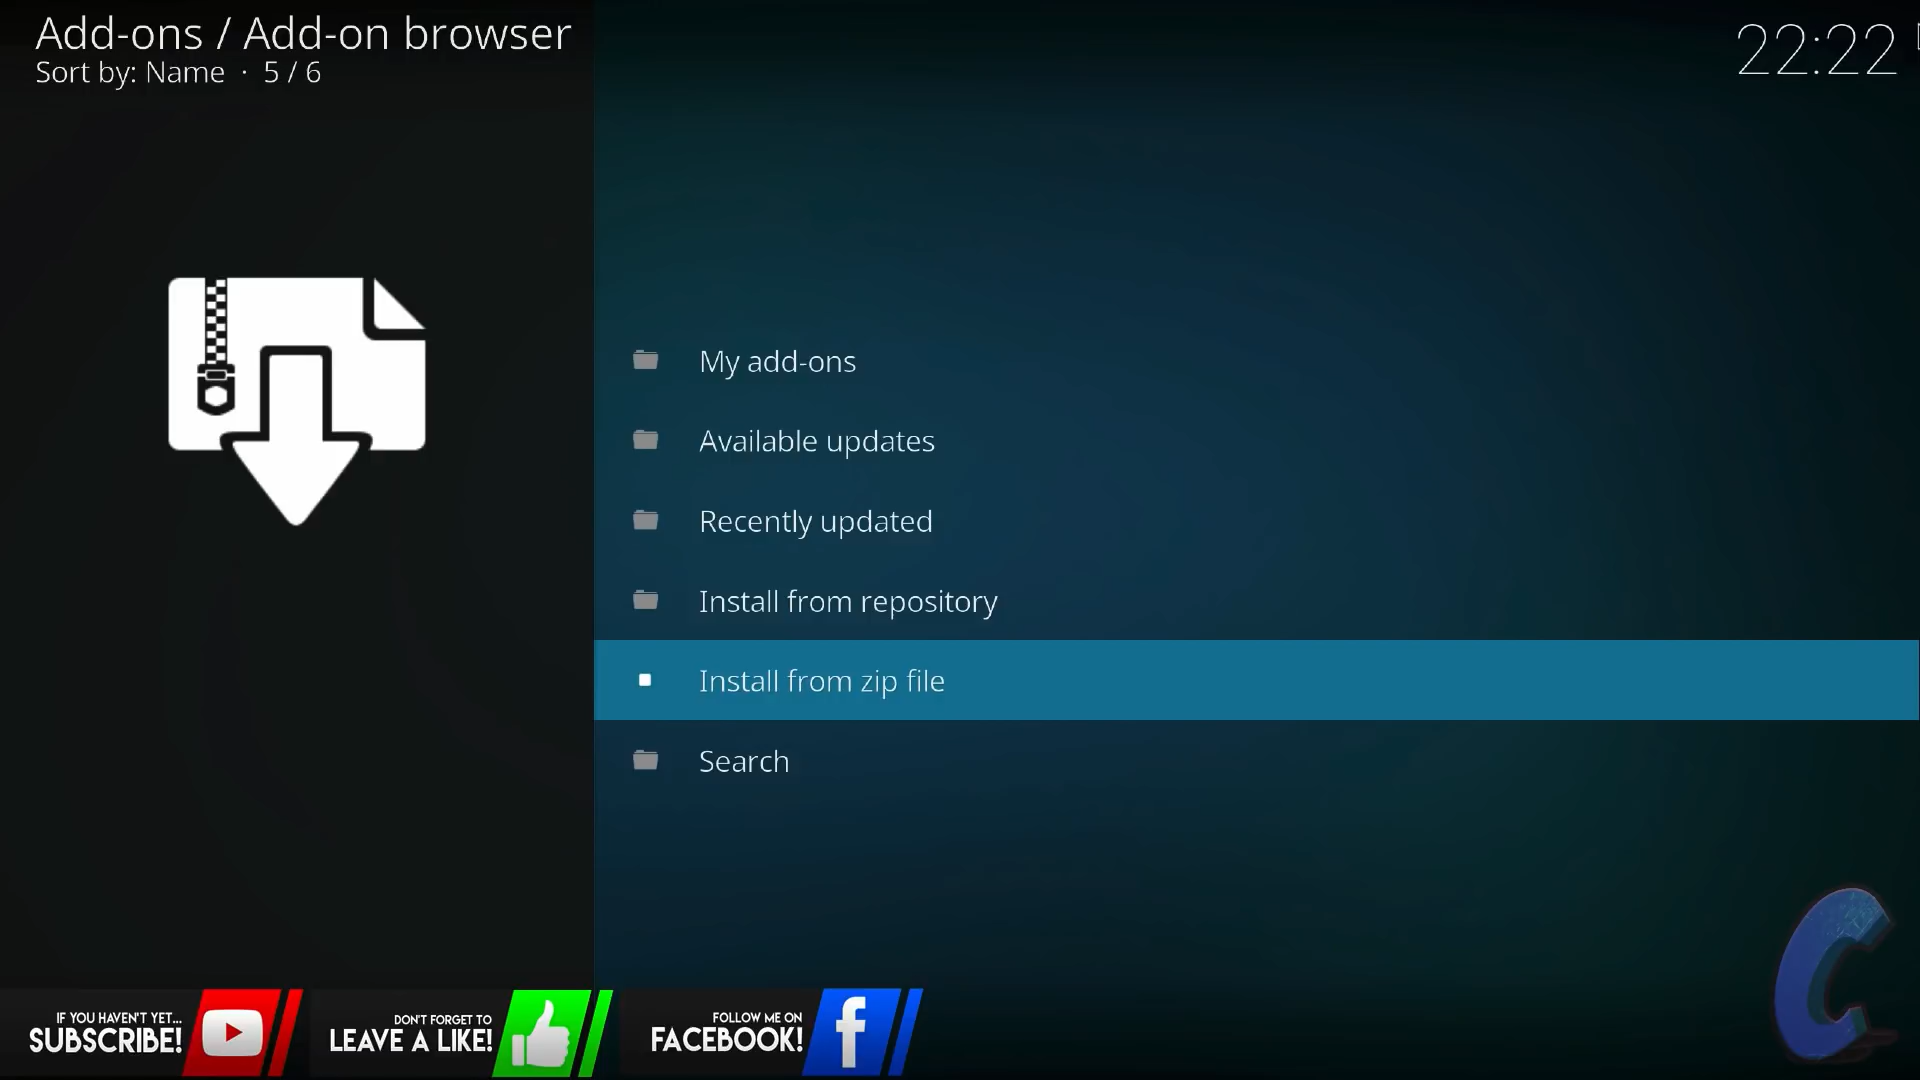 Add-ons / Add-on browser
Sort by: Name · 5 / 6
22:22
My add-ons
Available updates
Recently updated
Install from repository
Install from zip file
Search
IF YOU HAVEN'T YET...
SUBSCRIBE!
DON'T FORGET TO
LEAVE A LIKE!
FOLLOW ME ON
FACEBOOK!
f
C